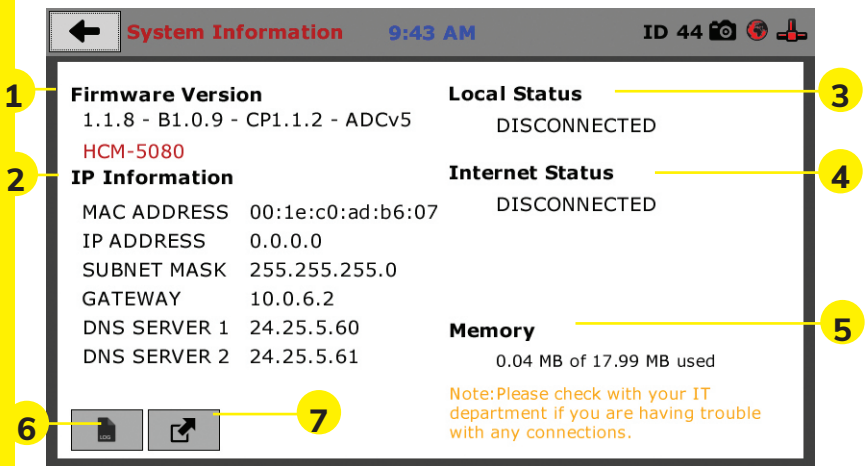 System Information 9:43 AM ID 44
1 Firmware Version
1.1.8 - B1.0.9 - CP1.1.2 - ADCv5
HCM-5080
2 IP Information
MAC ADDRESS 00:1e:c0:ad:b6:07
IP ADDRESS 0.0.0.0
SUBNET MASK 255.255.255.0
GATEWAY 10.0.6.2
DNS SERVER 1 24.25.5.60
DNS SERVER 2 24.25.5.61
6 LOG
7
Local Status 3
DISCONNECTED
Internet Status 4
DISCONNECTED
Memory 5
0.04 MB of 17.99 MB used
Note:Please check with your IT
department if you are having trouble
with any connections.